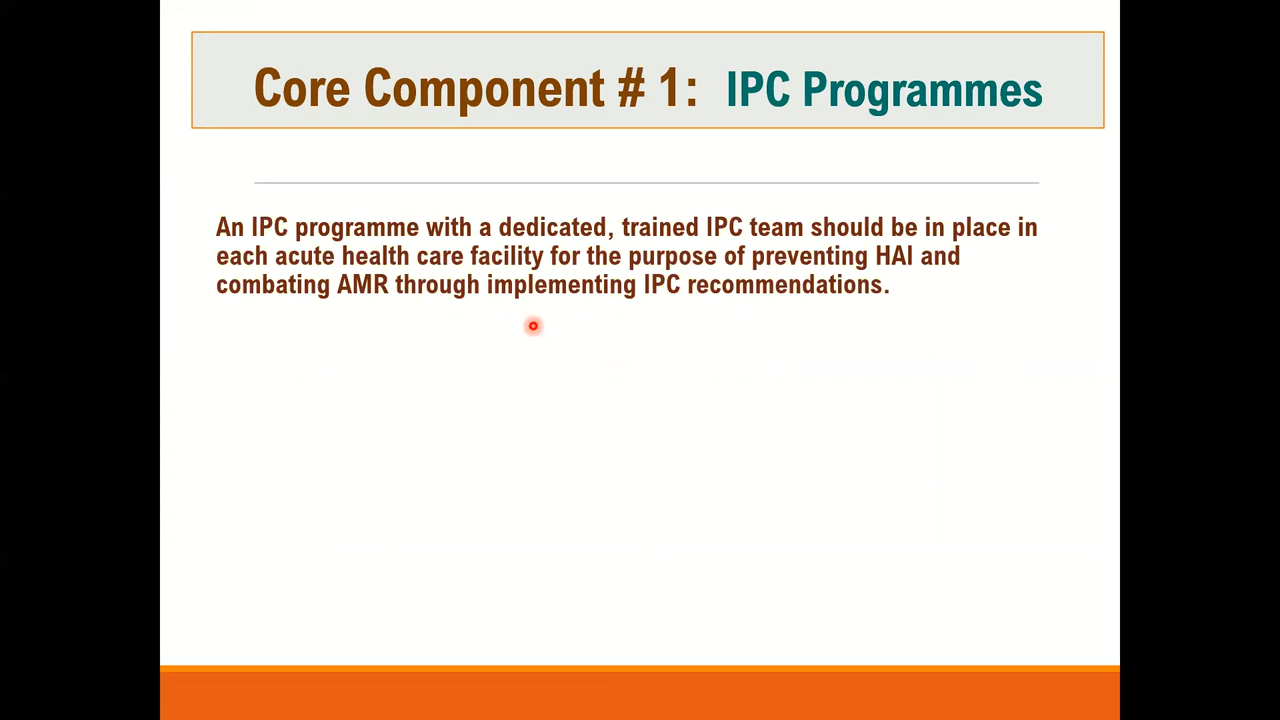 Core Component # 1: IPC Programmes
An IPC programme with a dedicated, trained IPC team should be in place in
each acute health care facility for the purpose of preventing HAI and
combating AMR through implementing IPC recommendations.